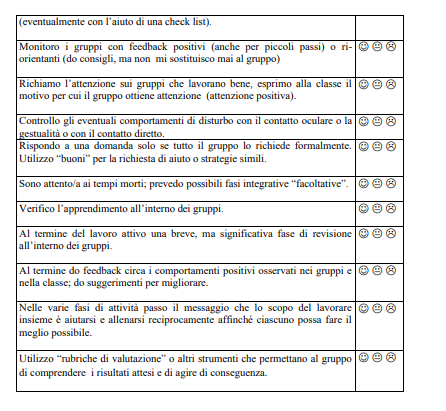 (eventualmente con l'aiuto di una check list).
Monitoro i gruppi con feedback positivi (anche per piccoli passi) o ri- ☺ 😐 ☹
orientanti (do consigli, ma non  mi sostituisco mai al gruppo)
Richiamo l'attenzione sui gruppi che lavorano bene, esprimo alla classe il ☺ 😐 ☹
motivo per cui il gruppo ottiene attenzione  (attenzione positiva).
Controllo gli eventuali comportamenti di disturbo con il contatto oculare o la ☺ 😐 ☹
gestualità o con il contatto diretto.
Rispondo a una domanda solo se tutto il gruppo lo richiede formalmente. ☺ 😐 ☹
Utilizzo "buoni" per la richiesta di aiuto o strategie simili.
Sono attento/a ai tempi morti; prevedo possibili fasi integrative "facoltative". ☺ 😐 ☹
Verifico l'apprendimento all'interno dei gruppi. ☺ 😐 ☹
Al termine del lavoro attivo una breve, ma significativa fase di revisione ☺ 😐 ☹
all'interno dei gruppi.
Al termine do feedback circa i comportamenti positivi osservati nei gruppi e ☺ 😐 ☹
nella classe; do suggerimenti per migliorare.
Nelle varie fasi di attività passo il messaggio che lo scopo del lavorare ☺ 😐 ☹
insieme è aiutarsi e allenarsi reciprocamente affinché ciascuno possa fare il
meglio possibile.
Utilizzo "rubriche di valutazione" o altri strumenti che permettano al gruppo ☺ 😐 ☹
di comprendere  i risultati attesi e di agire di conseguenza.